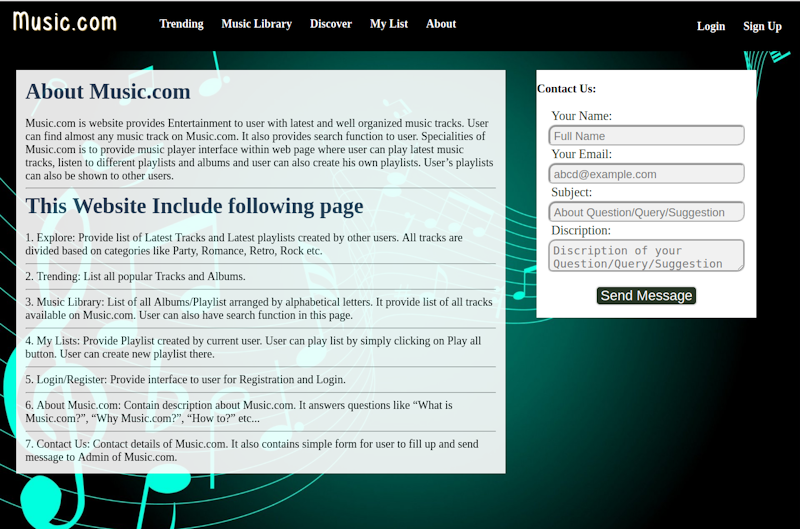 Music.com
Trending Music Library Discover My List About
Login Sign Up
About Music.com
Music.com is website provides Entertainment to user with latest and well organized music tracks. User
can find almost any music track on Music.com. It also provides search function to user. Specialities of
Music.com is to provide music player interface within web page where user can play latest music
tracks, listen to different playlists and albums and user can also create his own playlists. User’s playlists
can also be shown to other users.
This Website Include following page
1. Explore: Provide list of Latest Tracks and Latest playlists created by other users. All tracks are
divided based on categories like Party, Romance, Retro, Rock etc.
2. Trending: List all popular Tracks and Albums.
3. Music Library: List of all Albums/Playlist arranged by alphabetical letters. It provide list of all tracks
available on Music.com. User can also have search function in this page.
4. My Lists: Provide Playlist created by current user. User can play list by simply clicking on Play all
button. User can create new playlist there.
5. Login/Register: Provide interface to user for Registration and Login.
6. About Music.com: Contain description about Music.com. It answers questions like “What is
Music.com?”, “Why Music.com?”, “How to?” etc...
7. Contact Us: Contact details of Music.com. It also contains simple form for user to fill up and send
message to Admin of Music.com.
Contact Us:
Your Name:
Full Name
Your Email:
abcd@example.com
Subject:
About Question/Query/Suggestion
Discription:
Discription of your
Question/Query/Suggestion
Send Message